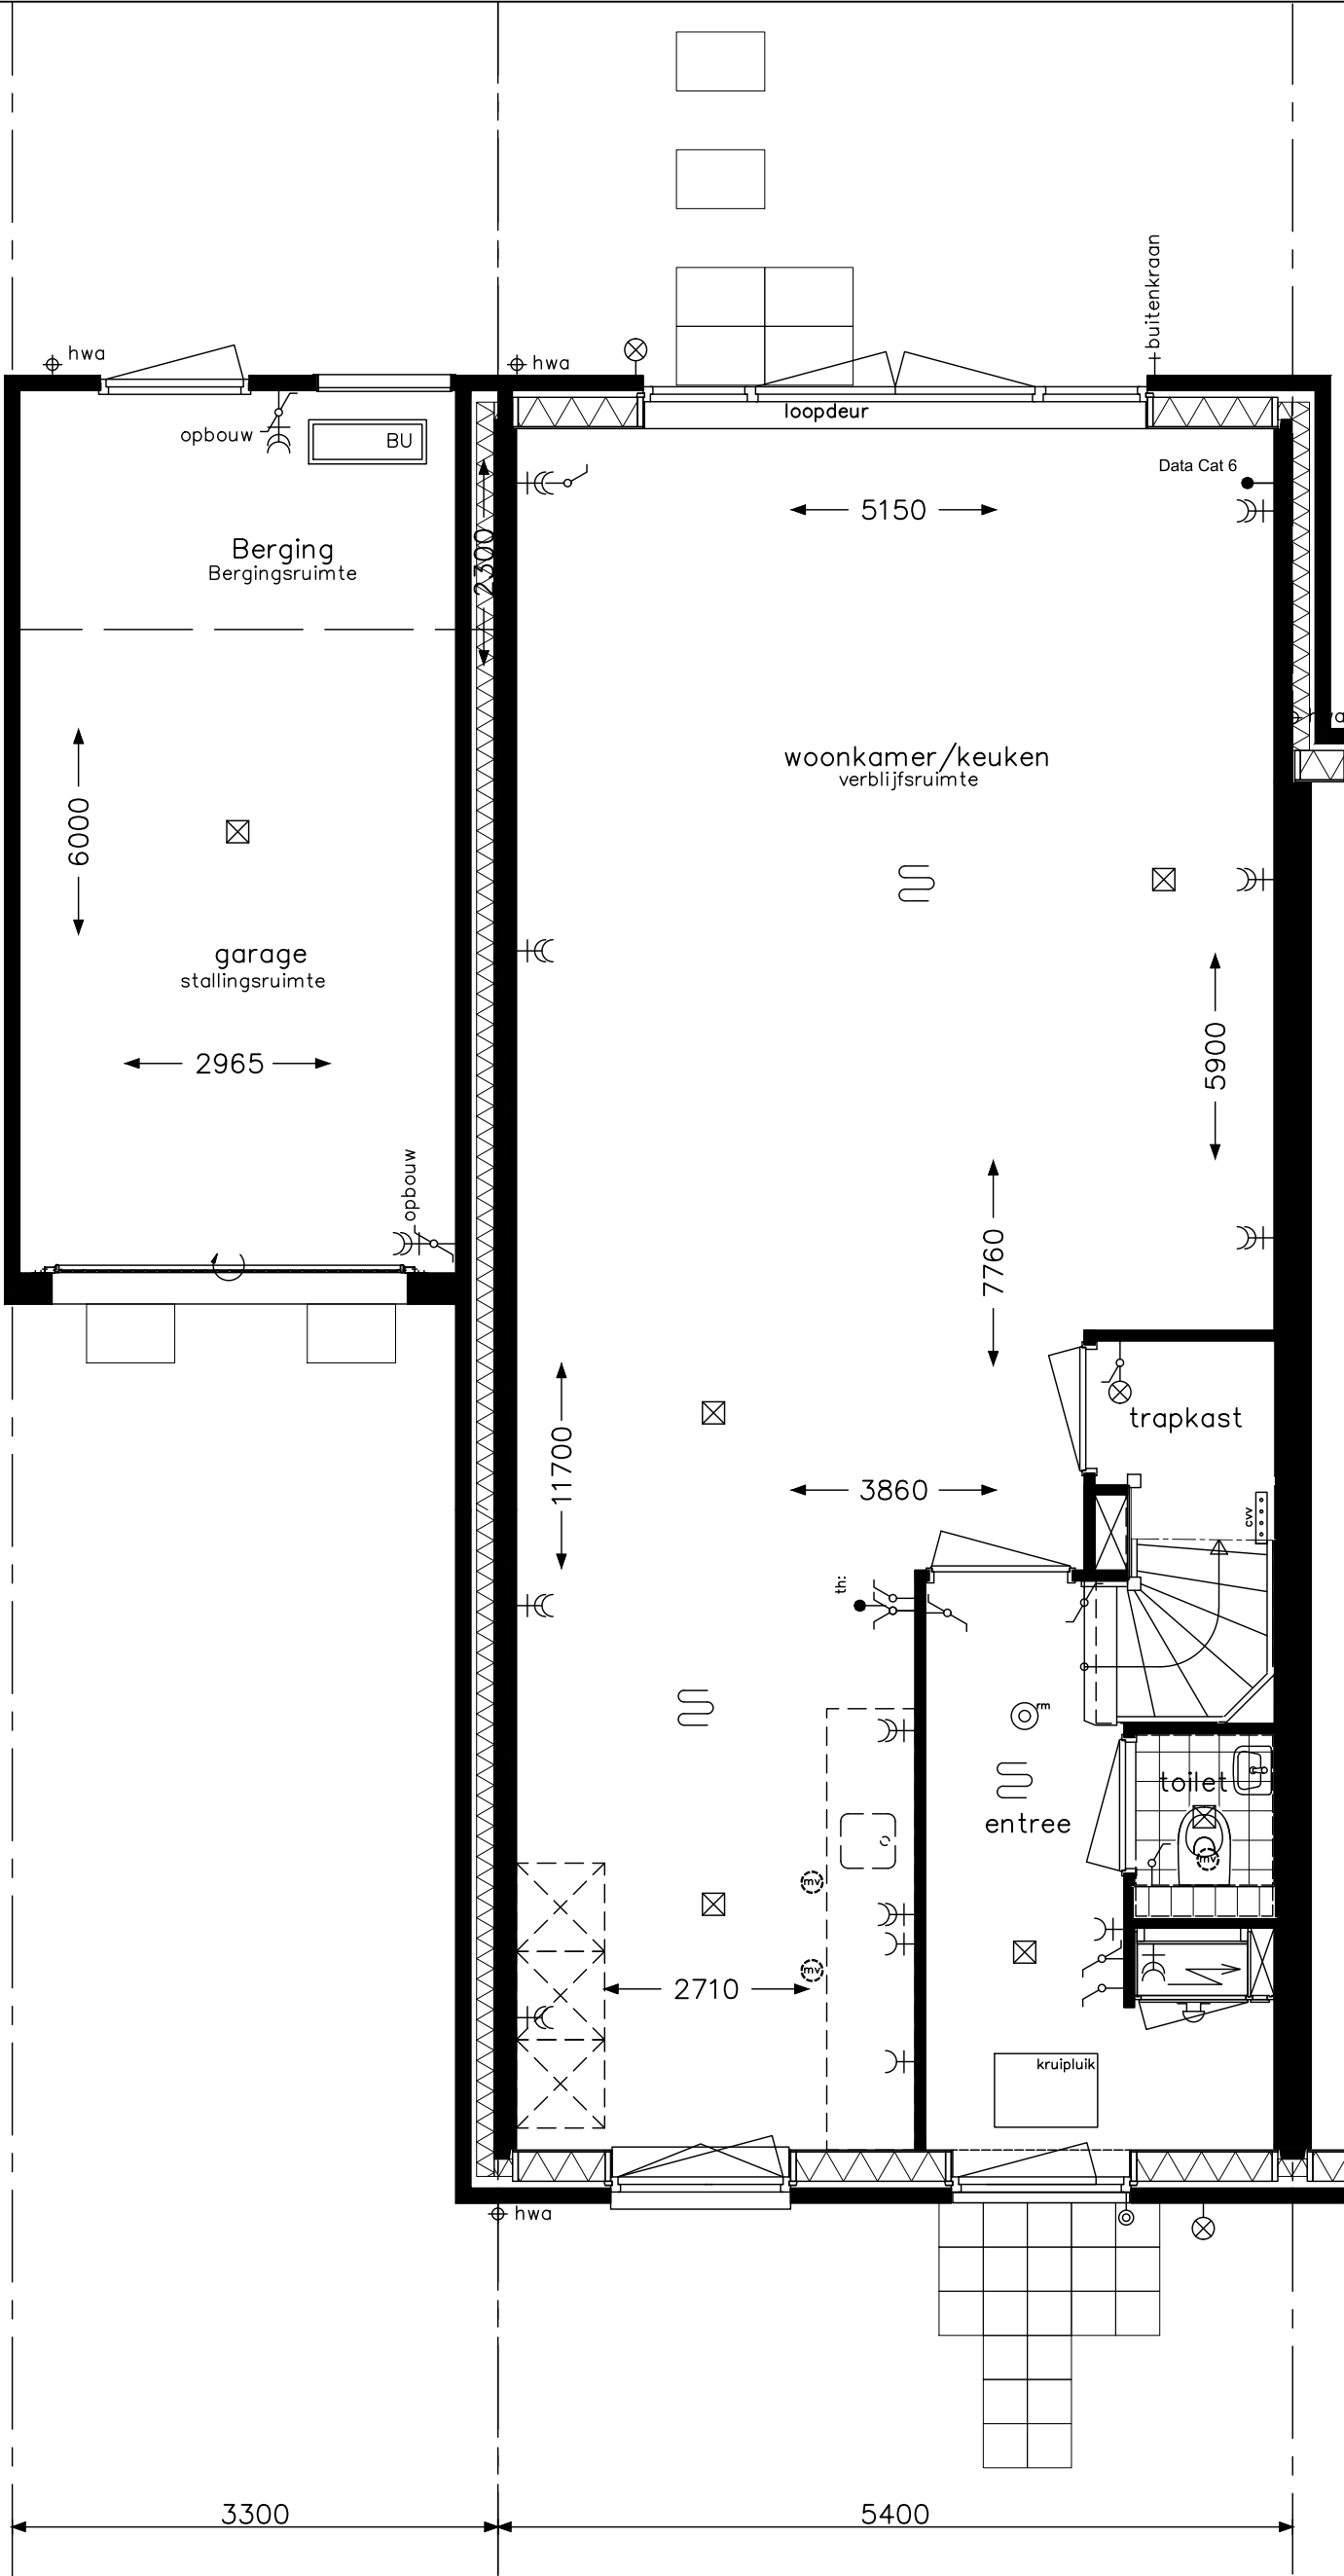 buitenkraan
hwa
hwa
loopdeur
opbouw
BU
Data Cat 6
5150
Berging
Bergingsruimte
2300
hwa
woonkamer/keuken
verblijfsruimte
6000
garage
stallingsruimte
2965
5900
opbouw
7760
11700
trapkast
3860
cvv
th:
rm
toilet
entree
mv
mv
mv
2710
kruipluik
hwa
3300
5400